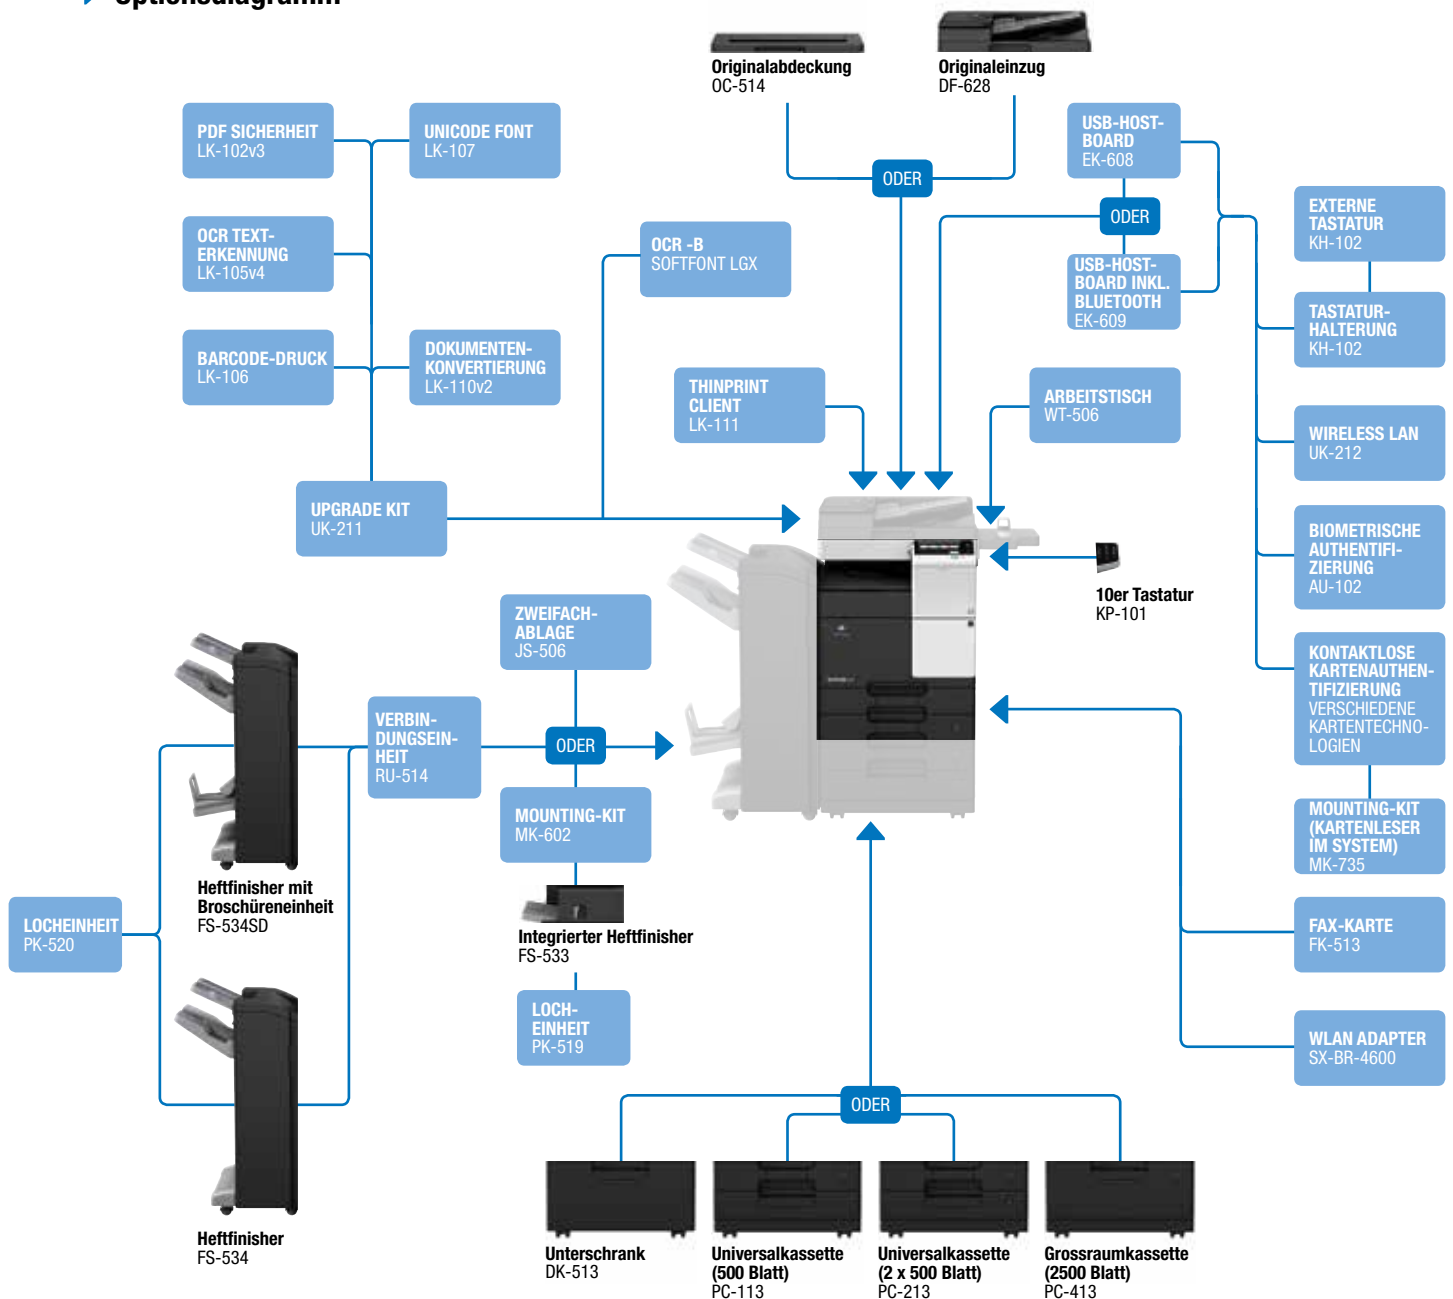 Optionsdiagramm
Originalabdeckung
OC-514
Originaleinzug
DF-628
PDF SICHERHEIT
LK-102v3
UNICODE FONT
LK-107
USB-HOST-
BOARD
EK-608
ODER
ODER
EXTERNE
TASTATUR
KH-102
OCR TEXT-
ERKENNUNG
LK-105v4
OCR -B
SOFTFONT LGX
USB-HOST-
BOARD INKL.
BLUETOOTH
EK-609
TASTATUR-
HALTERUNG
KH-102
BARCODE-DRUCK
LK-106
DOKUMENTEN-
KONVERTIERUNG
LK-110v2
THINPRINT
CLIENT
LK-111
ARBEITSTISCH
WT-506
WIRELESS LAN
UK-212
UPGRADE KIT
UK-211
BIOMETRISCHE
AUTHENTIFI-
ZIERUNG
AU-102
10er Tastatur
KP-101
ZWEIFACH-
ABLAGE
JS-506
KONTAKTLOSE
KARTENAUTHEN-
TIFIZIERUNG
VERSCHIEDENE
KARTENTECHNO-
LOGIEN
VERBIN-
DUNGSEIN-
HEIT
RU-514
ODER
MOUNTING-KIT
MK-602
MOUNTING-KIT
(KARTENLESER
IM SYSTEM)
MK-735
Heftfinisher mit
Broschüreneinheit
FS-534SD
LOCHEINHEIT
PK-520
Integrierter Heftfinisher
FS-533
FAX-KARTE
FK-513
LOCH-
EINHEIT
PK-519
WLAN ADAPTER
SX-BR-4600
ODER
Heftfinisher
FS-534
Unterschrank
DK-513
Universalkassette
(500 Blatt)
PC-113
Universalkassette
(2 x 500 Blatt)
PC-213
Grossraumkassette
(2500 Blatt)
PC-413